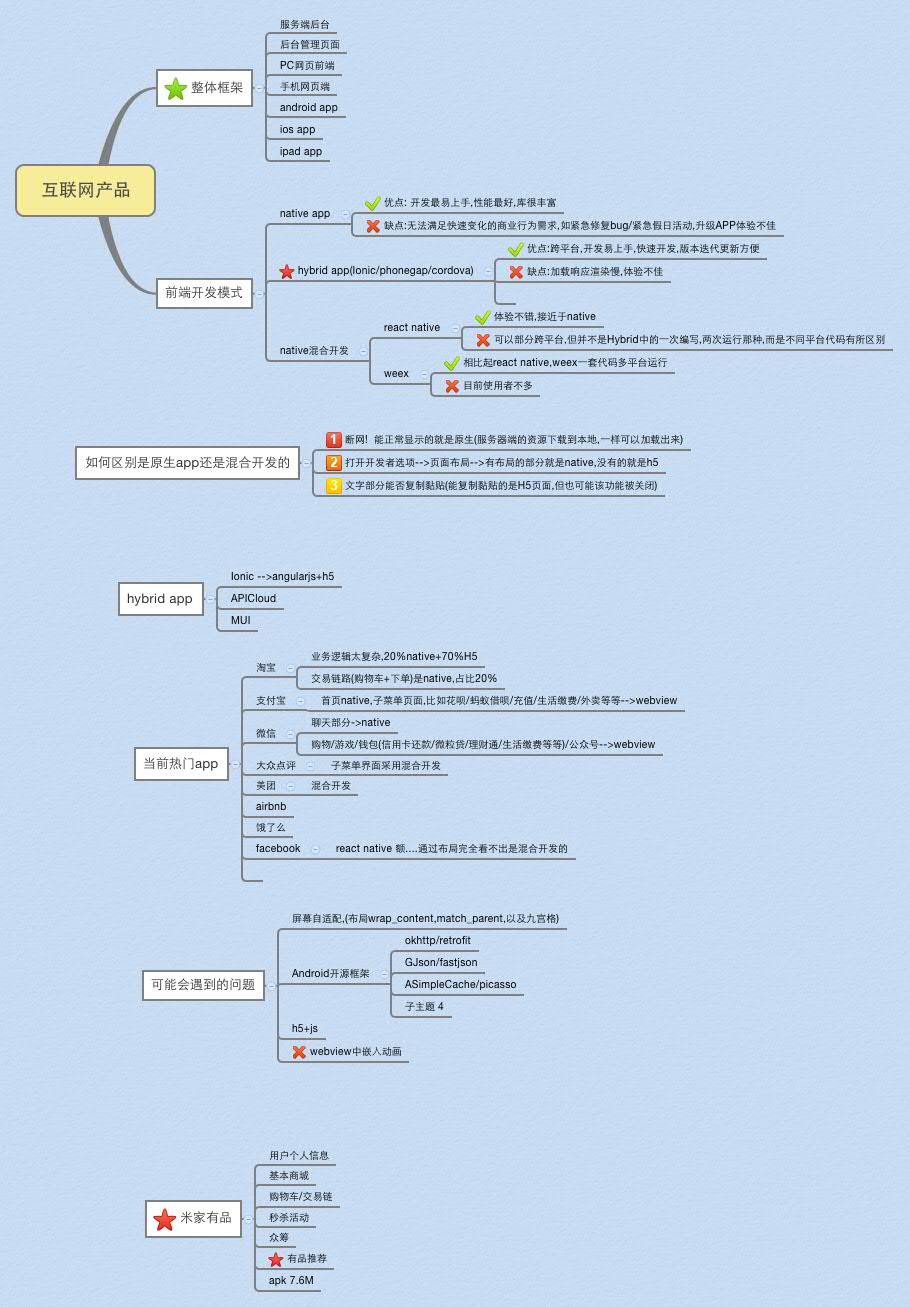 互联网产品
整体框架
服务端后台
后台管理页面
PC网页前端
手机网页端
android app
ios app
ipad app
前端开发模式
native app
优点: 开发最易上手,性能最好,库很丰富
缺点:无法满足快速变化的商业行为需求,如紧急修复bug/紧急假日活动,升级APP体验不佳
hybrid app(Ionic/phonegap/cordova)
优点:跨平台,开发易上手,快速开发,版本迭代更新方便
缺点:加载响应渲染慢,体验不佳
native混合开发
react native
体验不错,接近于native
可以部分跨平台,但并不是Hybrid中的一次编写,两次运行那种,而是不同平台代码有所区别
weex
相比起react native,weex一套代码多平台运行
目前使用者不多
如何区别是原生app还是混合开发的
1 断网! 能正常显示的就是原生(服务器端的资源下载到本地,一样可以加载出来)
2 打开开发者选项-->页面布局-->有布局的部分就是native,没有的就是h5
3 文字部分能否复制黏贴(能复制黏贴的是H5页面,但也可能该功能被关闭)
hybrid app
Ionic -->angularjs+h5
APICloud
MUI
当前热门app
淘宝
业务逻辑太复杂,20%native+70%H5
交易链路(购物车+下单)是native,占比20%
支付宝
首页native,子菜单页面,比如花呗/蚂蚁借呗/充值/生活缴费/外卖等等-->webview
微信
聊天部分->native
购物/游戏/钱包(信用卡还款/微粒贷/理财通/生活缴费等等)/公众号-->webview
大众点评
子菜单界面采用混合开发
美团
混合开发
airbnb
饿了么
facebook
react native 额....通过布局完全看不出是混合开发的
可能会遇到的问题
屏幕自适配,(布局wrap_content,match_parent,以及九宫格)
Android开源框架
okhttp/retrofit
GJson/fastjson
ASimpleCache/picasso
子主题 4
h5+js
webview中嵌入动画
米家有品
用户个人信息
基本商城
购物车/交易链
秒杀活动
众筹
有品推荐
apk 7.6M